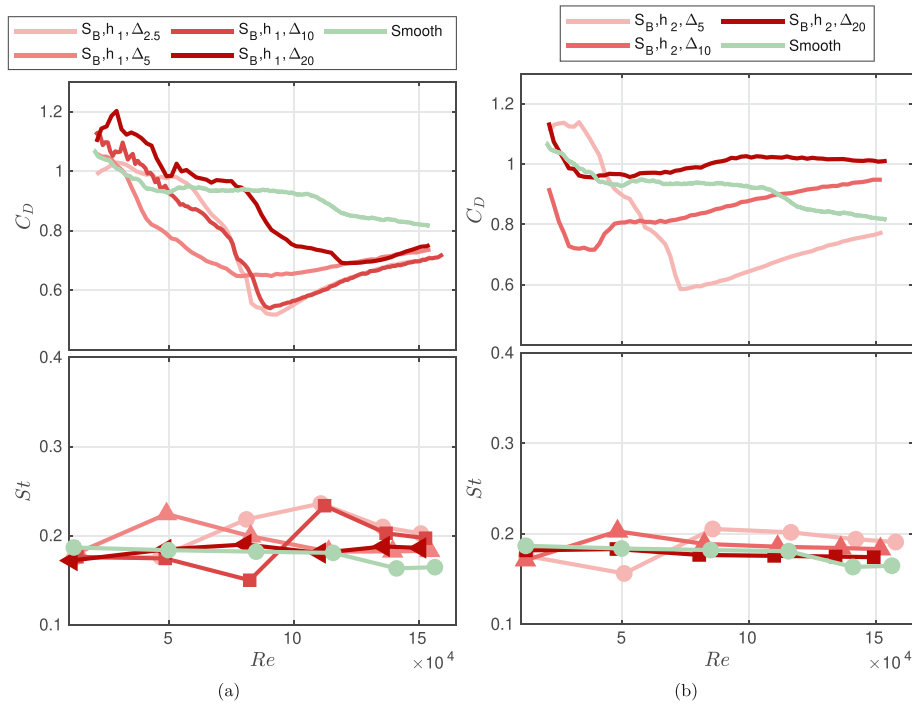 S_B, h_1, Δ_2.5 S_B, h_1, Δ_10 Smooth
S_B, h_1, Δ_5 S_B, h_1, Δ_20
1.2
1
0.8
0.6
C_D
0.4
0.3
0.2
0.1
St
5 10 15
Re ×10^4
(a)
S_B, h_2, Δ_5 S_B, h_2, Δ_20
S_B, h_2, Δ_10 Smooth
1.2
1
0.8
0.6
C_D
0.4
0.3
0.2
0.1
St
5 10 15
Re ×10^4
(b)